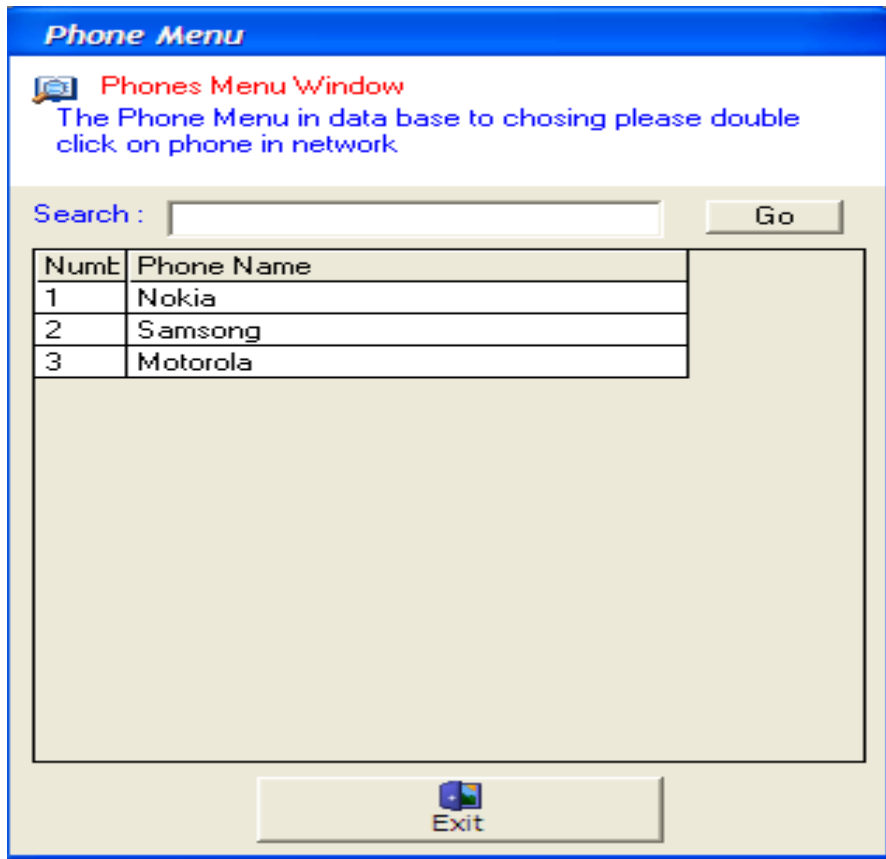 Phone Menu
Phones Menu Window
The Phone Menu in data base to chosing please double
click on phone in network
Search :
Go
Numb Phone Name
1 Nokia
2 Samsong
3 Motorola
Exit